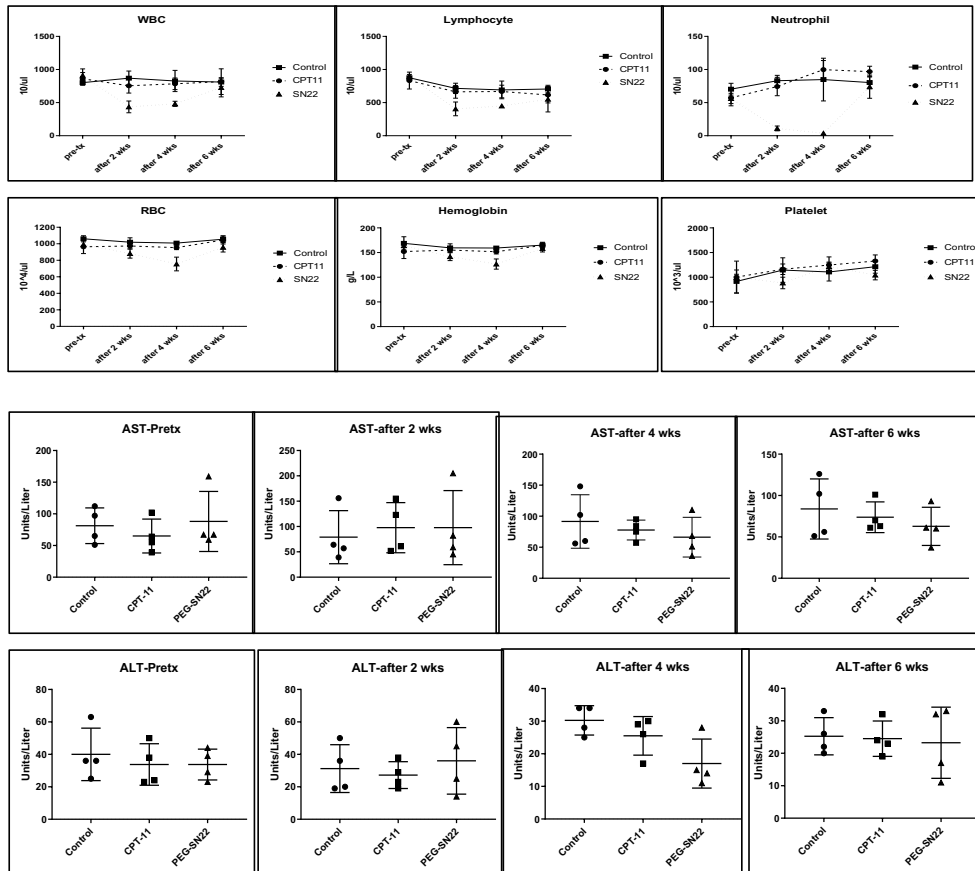 WBC
1500
1000
500
0
10/ul
pre-tx
after 2 wks
after 4 wks
after 6 wks
Control
CPT11
SN22
Lymphocyte
1500
1000
500
0
10/ul
pre-tx
after 2 wks
after 4 wks
after 6 wks
Control
CPT11
SN22
Neutrophil
1500
1000
500
0
10/ul
pre-tx
after 2 wks
after 4 wks
after 6 wks
Control
CPT11
SN22
RBC
1200
1000
800
600
400
200
0
10^4/ul
pre-tx
after 2 wks
after 4 wks
after 6 wks
Control
CPT11
SN22
Hemoglobin
200
150
100
50
0
g/L
pre-tx
after 2 wks
after 4 wks
after 6 wks
Control
CPT11
SN22
Platelet
2000
1500
1000
500
0
10^3/ul
pre-tx
after 2 wks
after 4 wks
after 6 wks
Control
CPT11
SN22
AST-Pretx
200
150
100
50
0
Units/Liter
Control
CPT-11
PEG-SN22
AST-after 2 wks
250
200
150
100
50
0
Units/Liter
Control
CPT-11
PEG-SN22
AST-after 4 wks
200
150
100
50
0
Units/Liter
Control
CPT-11
PEG-SN22
AST-after 6 wks
150
100
50
0
Units/Liter
Control
CPT-11
PEG-SN22
ALT-Pretx
80
60
40
20
0
Units/Liter
Control
CPT-11
PEG-SN22
ALT-after 2 wks
80
60
40
20
0
Units/Liter
Control
CPT-11
PEG-SN22
ALT-after 4 wks
40
30
20
10
0
Units/Liter
Control
CPT-11
PEG-SN22
ALT-after 6 wks
40
30
20
10
0
Units/Liter
Control
CPT-11
PEG-SN22